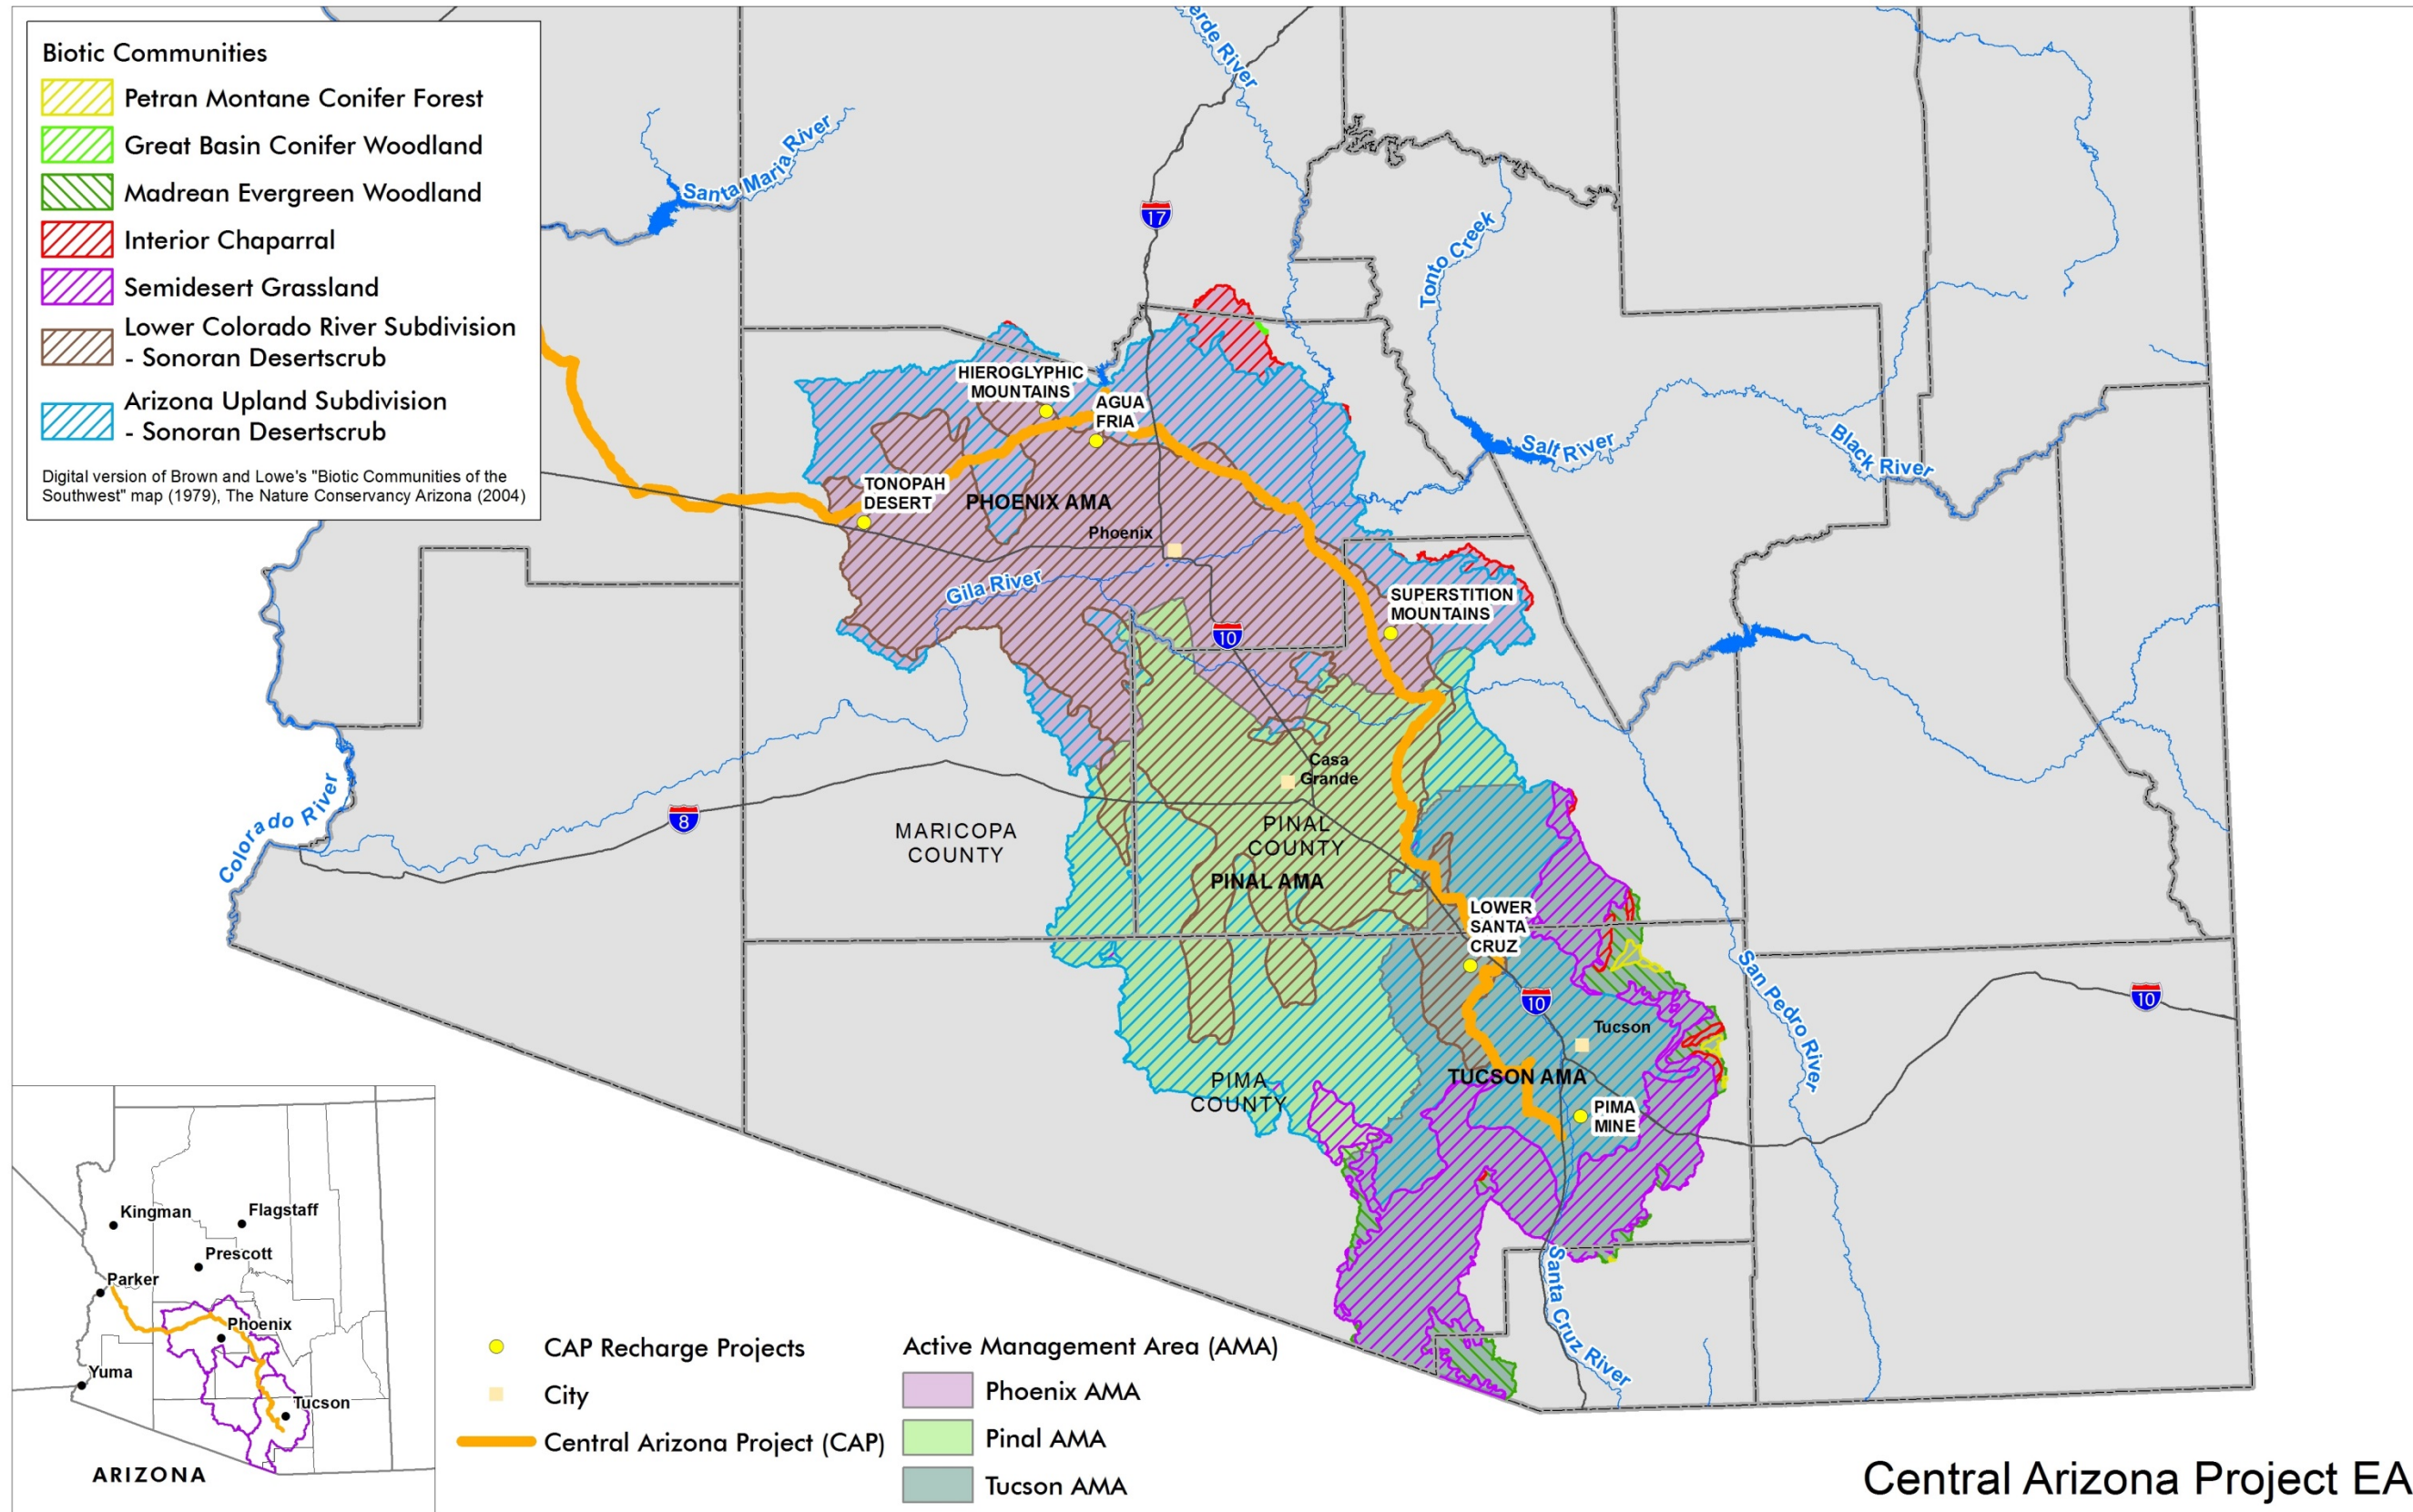 Biotic Communities
Petran Montane Conifer Forest
Great Basin Conifer Woodland
Madrean Evergreen Woodland
Interior Chaparral
Semidesert Grassland
Lower Colorado River Subdivision
- Sonoran Desertscrub
Arizona Upland Subdivision
- Sonoran Desertscrub
Digital version of Brown and Lowe's "Biotic Communities of the
Southwest" map (1979), The Nature Conservancy Arizona (2004)
erde River
Santa Maria River
17
Tonto Creek
HIEROGLYPHIC
MOUNTAINS
AGUA
FRIA
Salt River
Black River
TONOPAH
DESERT
PHOENIX AMA
Phoenix
Gila River
SUPERSTITION
MOUNTAINS
10
Casa
Grande
Colorado River
8
MARICOPA
COUNTY
PINAL
COUNTY
PINAL AMA
LOWER
SANTA
CRUZ
San Pedro River
10
10
Tucson
TUCSON AMA
PIMA
COUNTY
PIMA
MINE
Santa Cruz River
Kingman
Flagstaff
Prescott
Parker
Phoenix
Yuma
Tucson
ARIZONA
CAP Recharge Projects
City
Central Arizona Project (CAP)
Active Management Area (AMA)
Phoenix AMA
Pinal AMA
Tucson AMA
Central Arizona Project EA